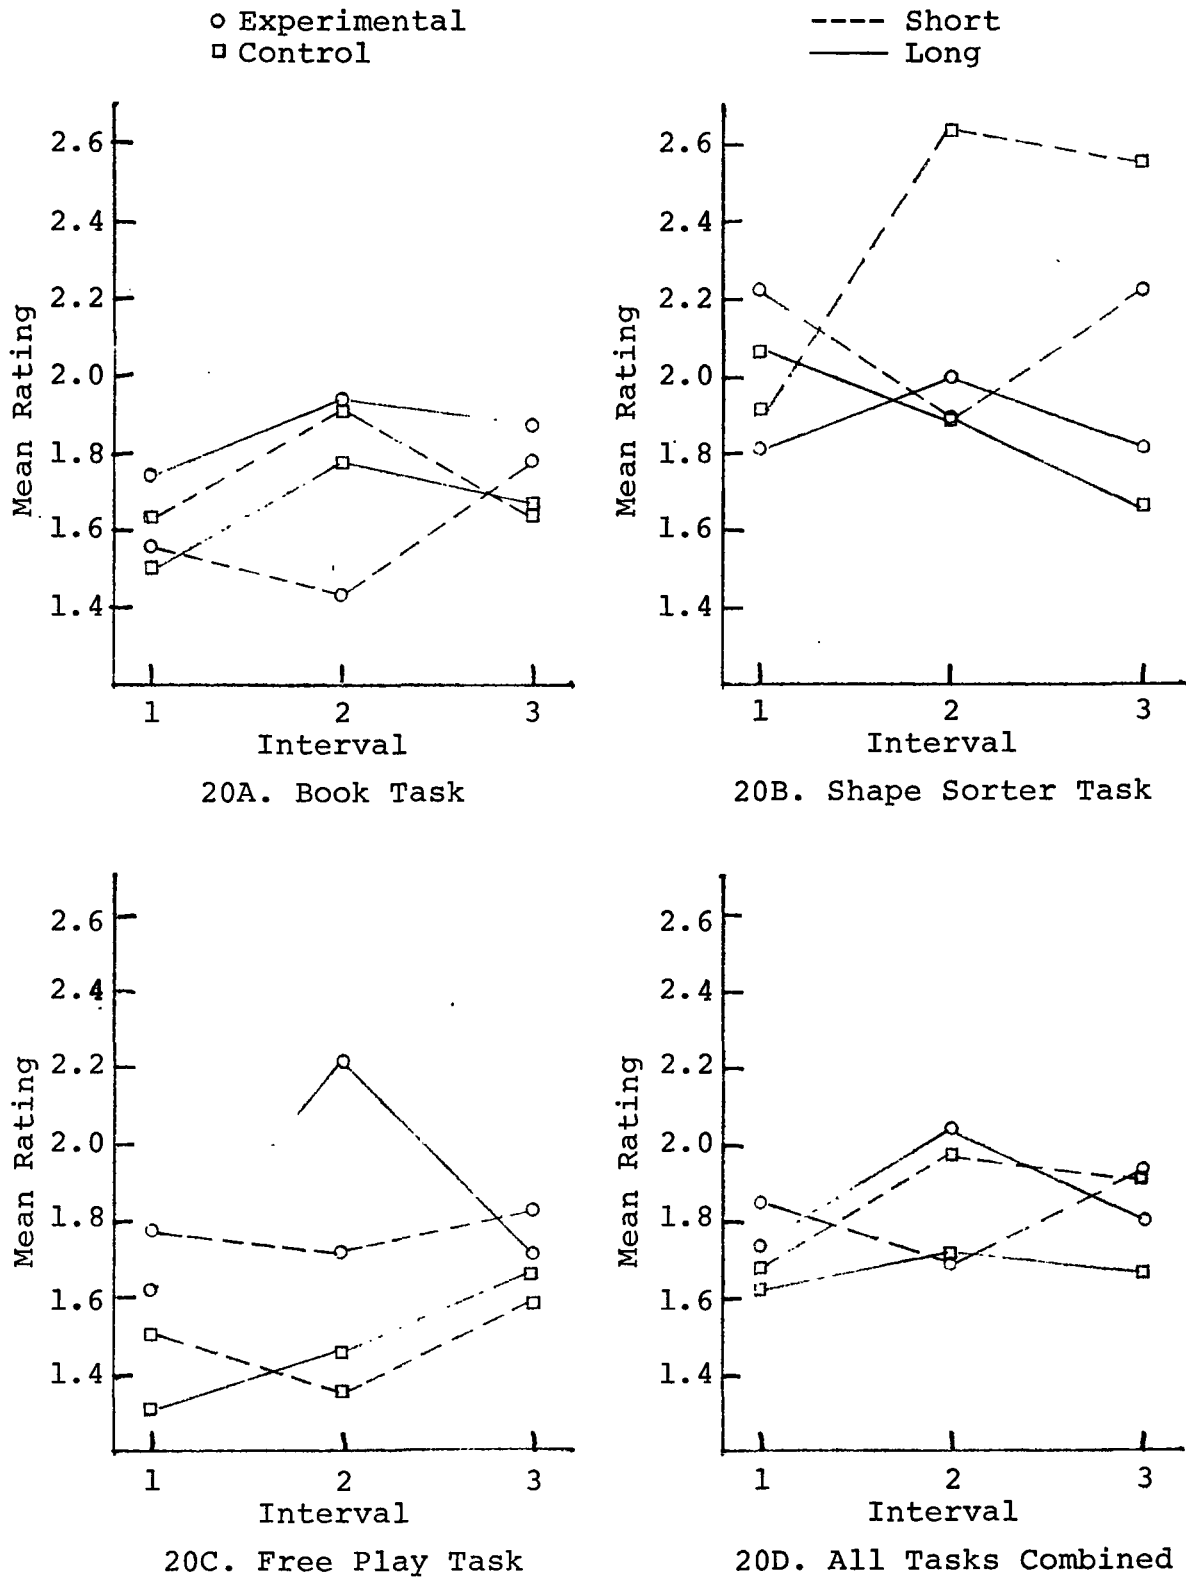 Experimental
Control
Short
Long
2.6
2.4
2.2
2.0
1.8
1.6
1.4
Mean Rating
1 2 3
Interval
20A. Book Task
2.6
2.4
2.2
2.0
1.8
1.6
1.4
Mean Rating
1 2 3
Interval
20B. Shape Sorter Task
2.6
2.4
2.2
2.0
1.8
1.6
1.4
Mean Rating
1 2 3
Interval
20C. Free Play Task
2.6
2.4
2.2
2.0
1.8
1.6
1.4
Mean Rating
1 2 3
Interval
20D. All Tasks Combined